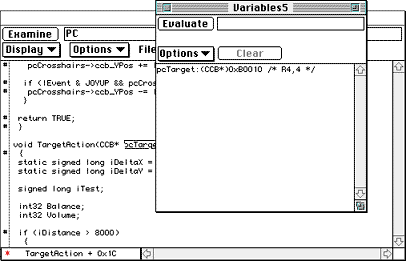 Variables5
Examine PC
Evaluate
Display ▼ Options ▼ File
Options ▼ Clear
pcTarget:(CCB*)0xB0010 /* R4,4 */
pcCrosshairs->ccb_YPos +=
if (lEvent & JOYUP && pcCros
pcCrosshairs->ccb_YPos -=
}
return TRUE;
}
void TargetAction(CCB* pcTarge
{
static signed long iDeltaX =
static signed long iDeltaY =
signed long iTest;
int32 Balance;
int32 Volume;
if (iDistance > 8000)
{
* TargetAction + 0x1C